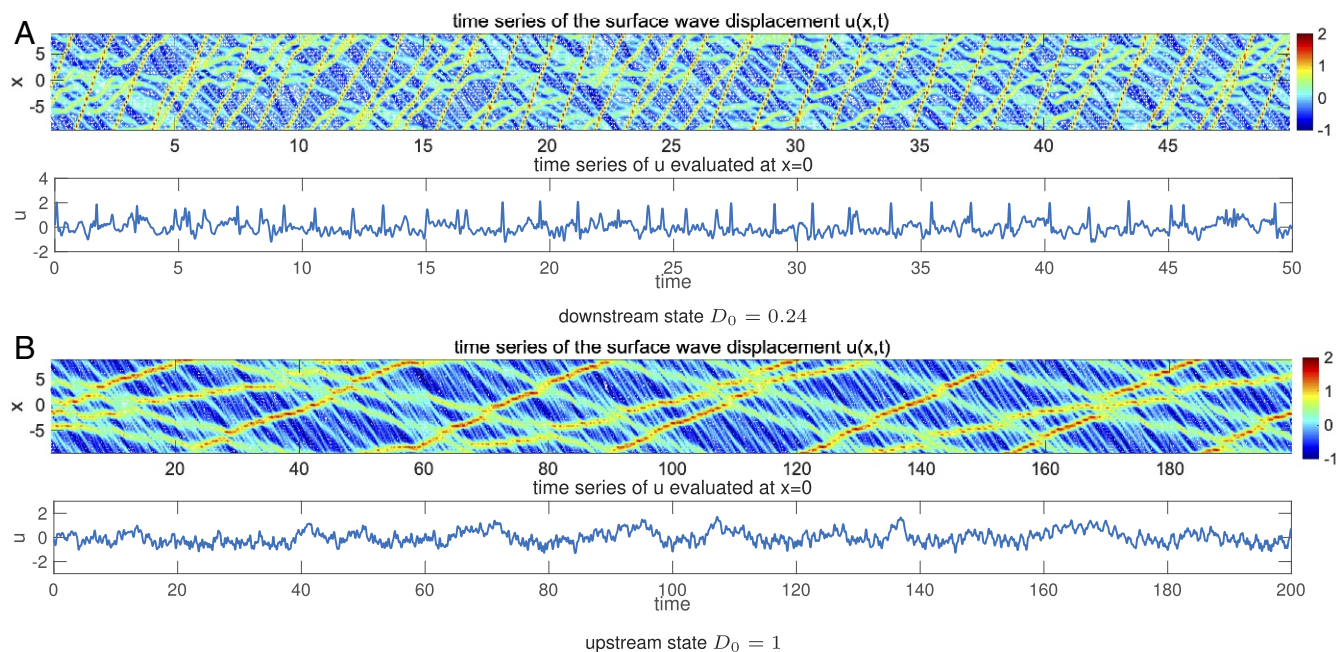 A
time series of the surface wave displacement u(x,t)
x
5
0
-5
2
1
0
-1
5 10 15 20 25 30 35 40 45
time series of u evaluated at x=0
u
4
2
0
-2
0 5 10 15 20 25 30 35 40 45 50
time
downstream state D₀ = 0.24
B
time series of the surface wave displacement u(x,t)
x
5
0
-5
2
1
0
-1
20 40 60 80 100 120 140 160 180
time series of u evaluated at x=0
u
2
0
-2
0 20 40 60 80 100 120 140 160 180 200
time
upstream state D₀ = 1